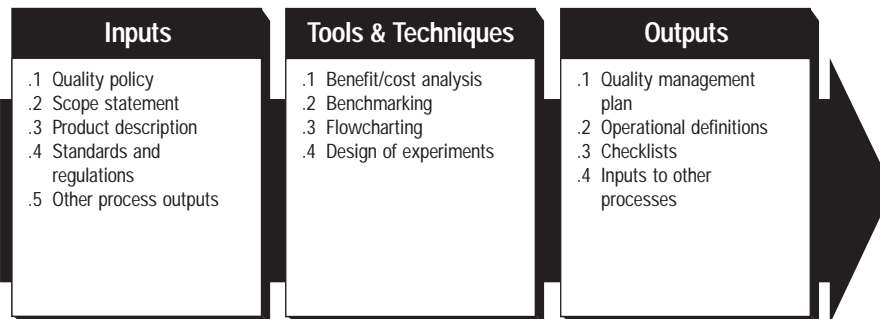 Inputs
.1 Quality policy
.2 Scope statement
.3 Product description
.4 Standards and
regulations
.5 Other process outputs
Tools & Techniques
.1 Benefit/cost analysis
.2 Benchmarking
.3 Flowcharting
.4 Design of experiments
Outputs
.1 Quality management
plan
.2 Operational definitions
.3 Checklists
.4 Inputs to other
processes